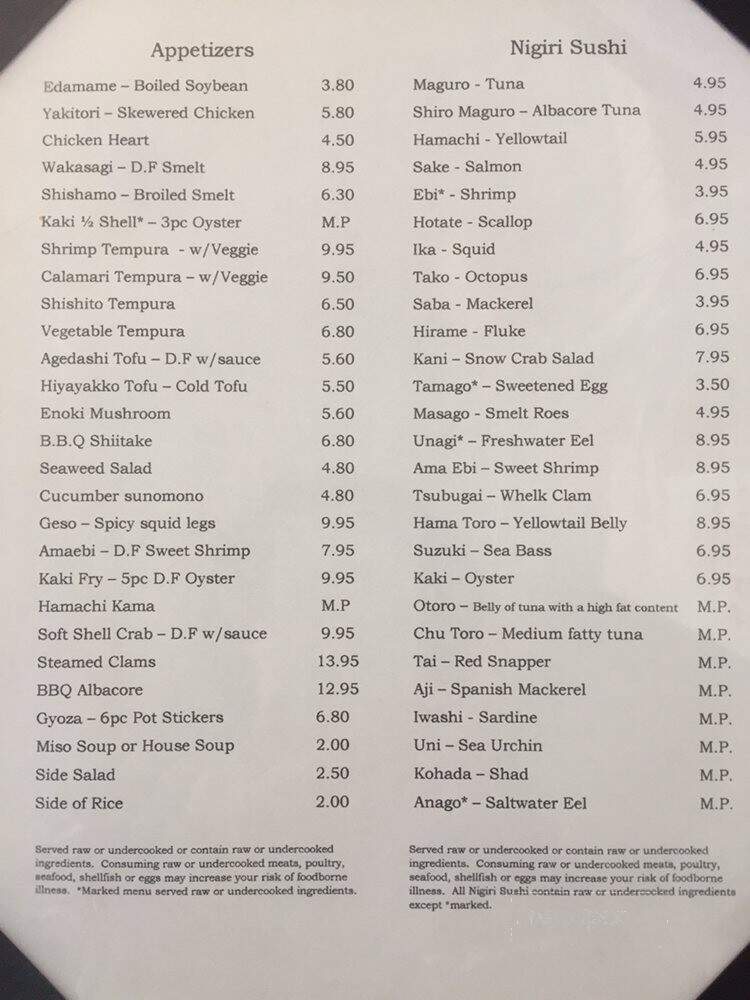 Appetizers
Edamame – Boiled Soybean 3.80
Yakitori – Skewered Chicken 5.80
Chicken Heart 4.50
Wakasagi – D.F Smelt 8.95
Shishamo – Broiled Smelt 6.30
Kaki ½ Shell* – 3pc Oyster M.P
Shrimp Tempura - w/Veggie 9.95
Calamari Tempura – w/Veggie 9.50
Shishito Tempura 6.50
Vegetable Tempura 6.80
Agedashi Tofu – D.F w/sauce 5.60
Hiyayakko Tofu – Cold Tofu 5.50
Enoki Mushroom 5.60
B.B.Q Shiitake 6.80
Seaweed Salad 4.80
Cucumber sunomono 4.80
Geso – Spicy squid legs 9.95
Amaebi – D.F Sweet Shrimp 7.95
Kaki Fry – 5pc D.F Oyster 9.95
Hamachi Kama M.P
Soft Shell Crab – D.F w/sauce 9.95
Steamed Clams 13.95
BBQ Albacore 12.95
Gyoza – 6pc Pot Stickers 6.80
Miso Soup or House Soup 2.00
Side Salad 2.50
Side of Rice 2.00
Served raw or undercooked or contain raw or undercooked
ingredients. Consuming raw or undercooked meats, poultry,
seafood, shellfish or eggs may increase your risk of foodborne
illness. *Marked menu served raw or undercooked ingredients.
Nigiri Sushi
Maguro - Tuna 4.95
Shiro Maguro – Albacore Tuna 4.95
Hamachi - Yellowtail 5.95
Sake - Salmon 4.95
Ebi* - Shrimp 3.95
Hotate - Scallop 6.95
Ika - Squid 4.95
Tako - Octopus 6.95
Saba - Mackerel 3.95
Hirame - Fluke 6.95
Kani – Snow Crab Salad 7.95
Tamago* – Sweetened Egg 3.50
Masago - Smelt Roes 4.95
Unagi* – Freshwater Eel 8.95
Ama Ebi – Sweet Shrimp 8.95
Tsubugai – Whelk Clam 6.95
Hama Toro – Yellowtail Belly 8.95
Suzuki – Sea Bass 6.95
Kaki – Oyster 6.95
Otoro – Belly of tuna with a high fat content M.P.
Chu Toro – Medium fatty tuna M.P.
Tai – Red Snapper M.P.
Aji – Spanish Mackerel M.P.
Iwashi - Sardine M.P.
Uni – Sea Urchin M.P.
Kohada – Shad M.P.
Anago* – Saltwater Eel M.P.
Served raw or undercooked or contain raw or undercooked
ingredients. Consuming raw or undercooked meats, poultry,
seafood, shellfish or eggs may increase your risk of foodborne
illness. All Nigiri Sushi contain raw or undercooked ingredients
except *marked.